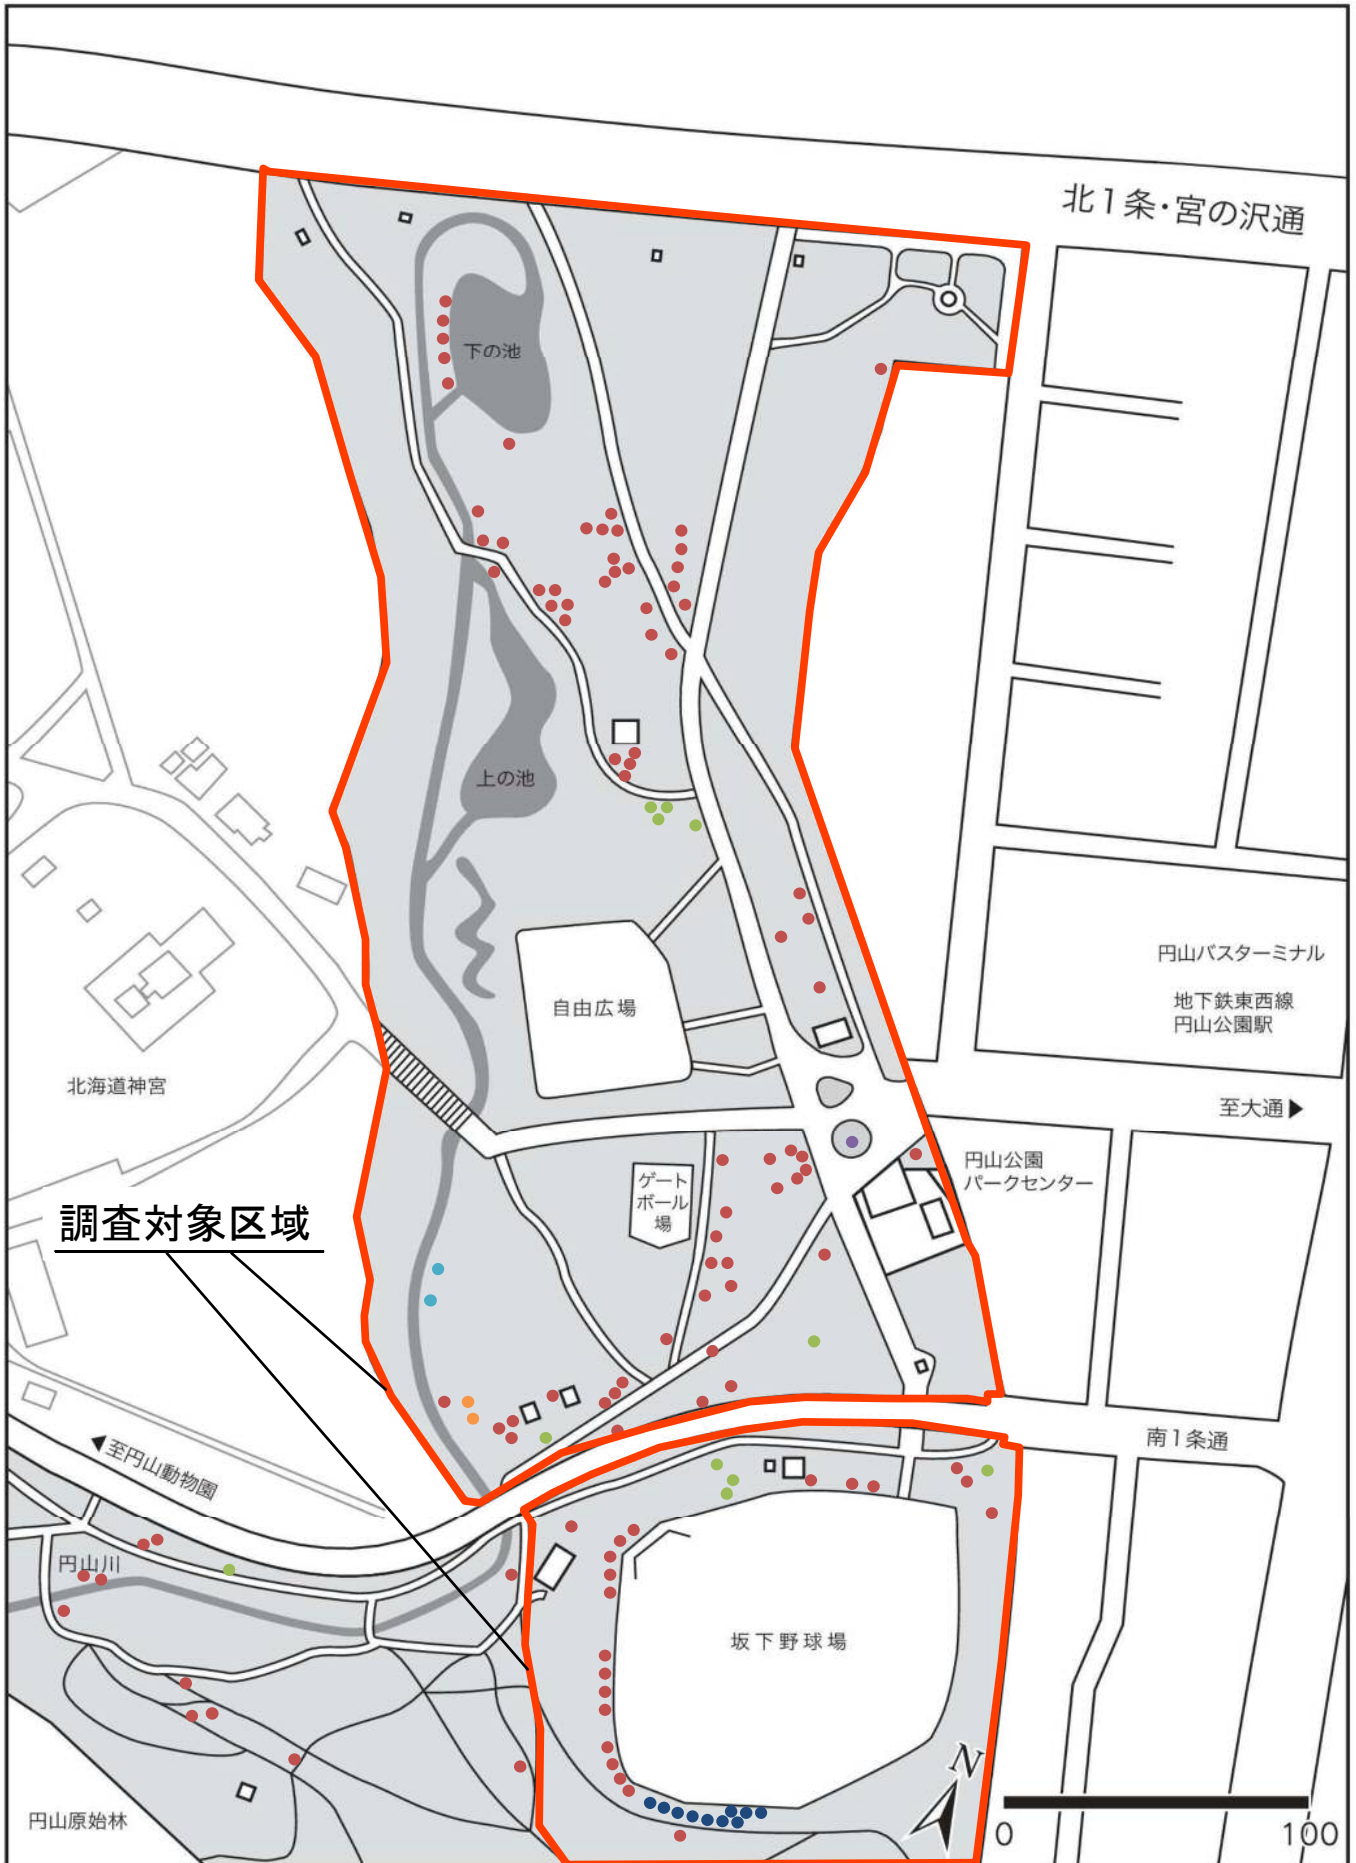 北1条・宮の沢通
下の池
上の池
円山バスターミナル
自由広場
地下鉄東西線
円山公園駅
北海道神宮
至大通▶
円山公園
パークセンター
ゲート
ボール
場
調査対象区域
南1条通
◀至円山動物園
円山川
坂下野球場
N
円山原始林
0
100